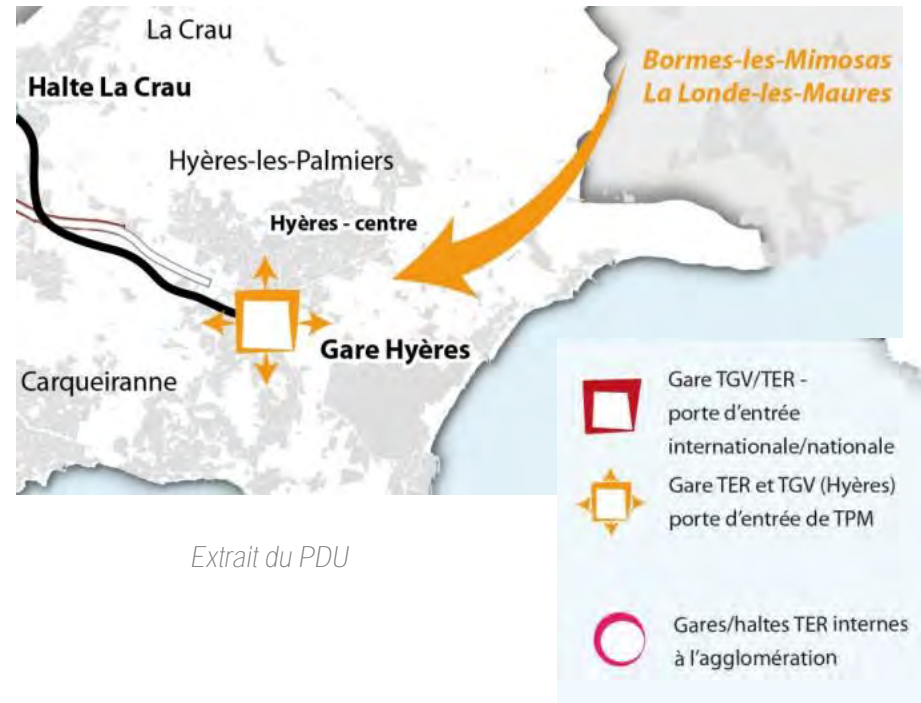 La Crau
Halte La Crau
Bormes-les-Mimosas
La Londe-les-Maures
Hyères-les-Palmiers
Hyères - centre
Gare Hyères
Carqueiranne
Gare TGV/TER -
porte d'entrée
internationale/nationale
Gare TER et TGV (Hyères)
porte d'entrée de TPM
Extrait du PDU
Gares/haltes TER internes
à l'agglomération